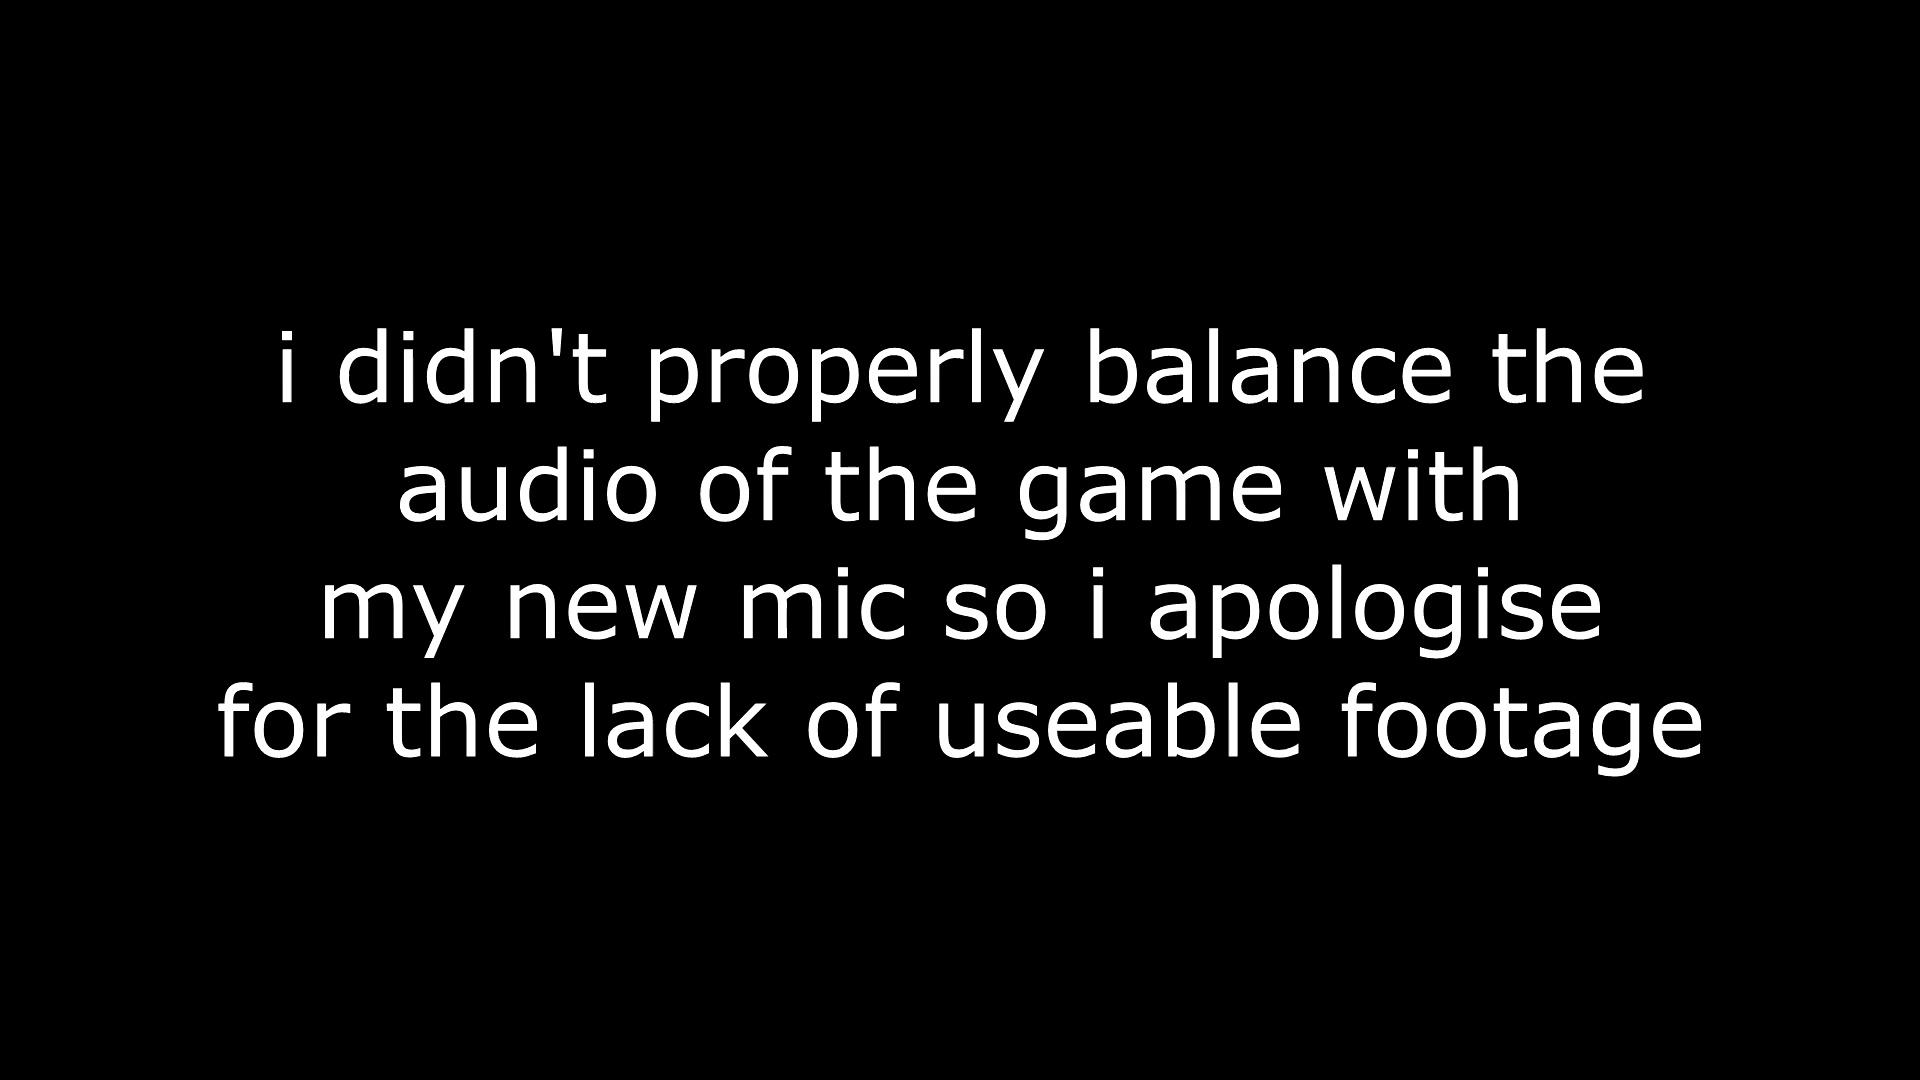 i didn't properly balance the
audio of the game with
my new mic so i apologise
for the lack of useable footage